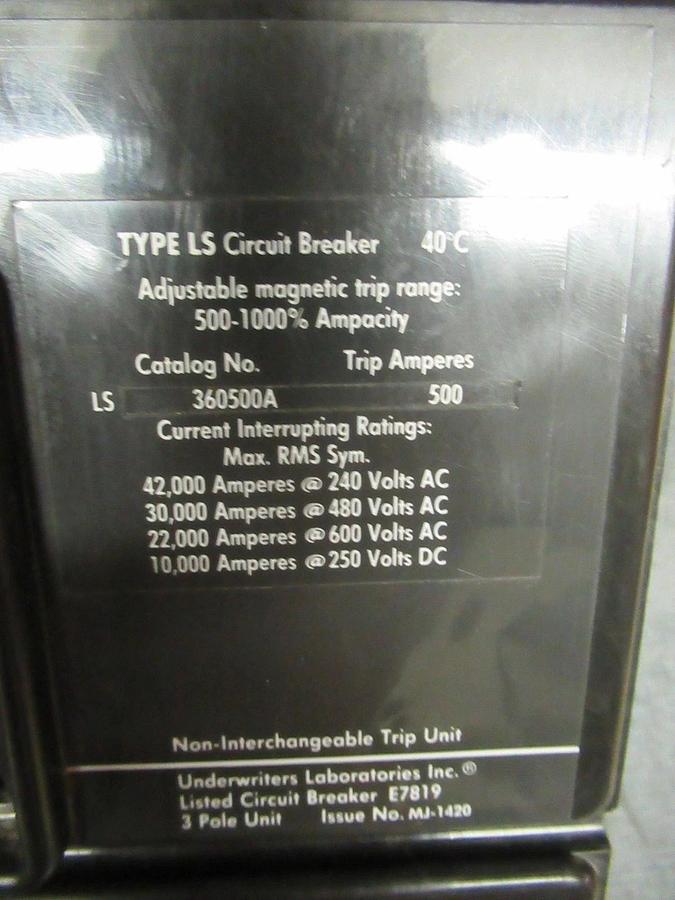 TYPE LS Circuit Breaker 40°C
Adjustable magnetic trip range:
500-1000% Ampacity
Catalog No. Trip Amperes
LS 360500A 500
Current Interrupting Ratings:
Max. RMS Sym.
42,000 Amperes @ 240 Volts AC
30,000 Amperes @ 480 Volts AC
22,000 Amperes @ 600 Volts AC
10,000 Amperes @ 250 Volts DC
Non-Interchangeable Trip Unit
Underwriters Laboratories Inc.®
Listed Circuit Breaker E7819
3 Pole Unit Issue No. MJ-1420